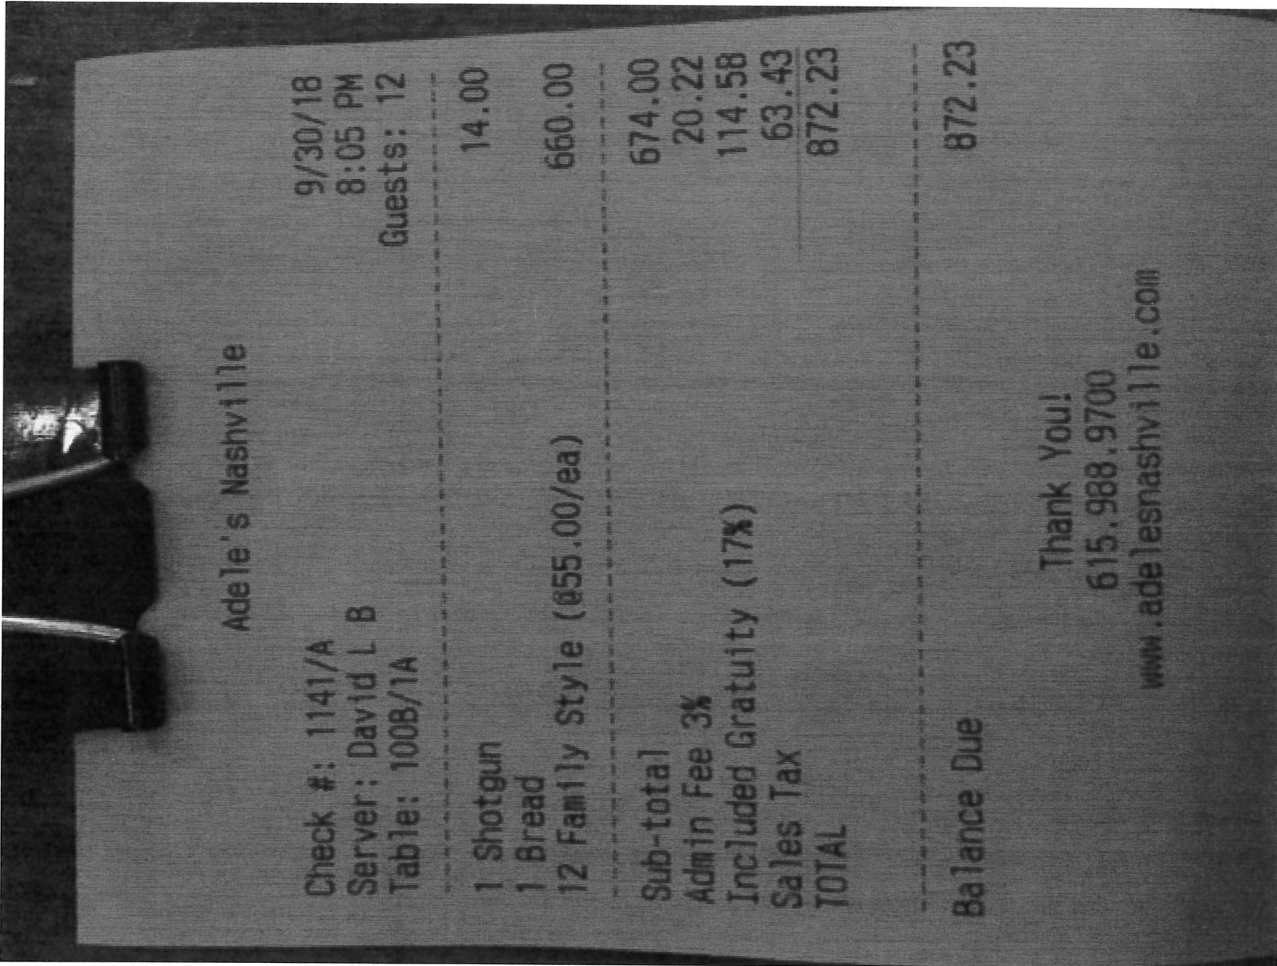 Adele's Nashville
Check #: 1141/A 9/30/18
Server: David L B 8:05 PM
Table: 100B/1A Guests: 12
1 Shotgun 14.00
1 Bread
12 Family Style (@55.00/ea) 660.00
Sub-total 674.00
Admin Fee 3% 20.22
Included Gratuity (17%) 114.58
Sales Tax 63.43
TOTAL 872.23
Balance Due 872.23
Thank You!
615.988.9700
www.adelesnashville.com